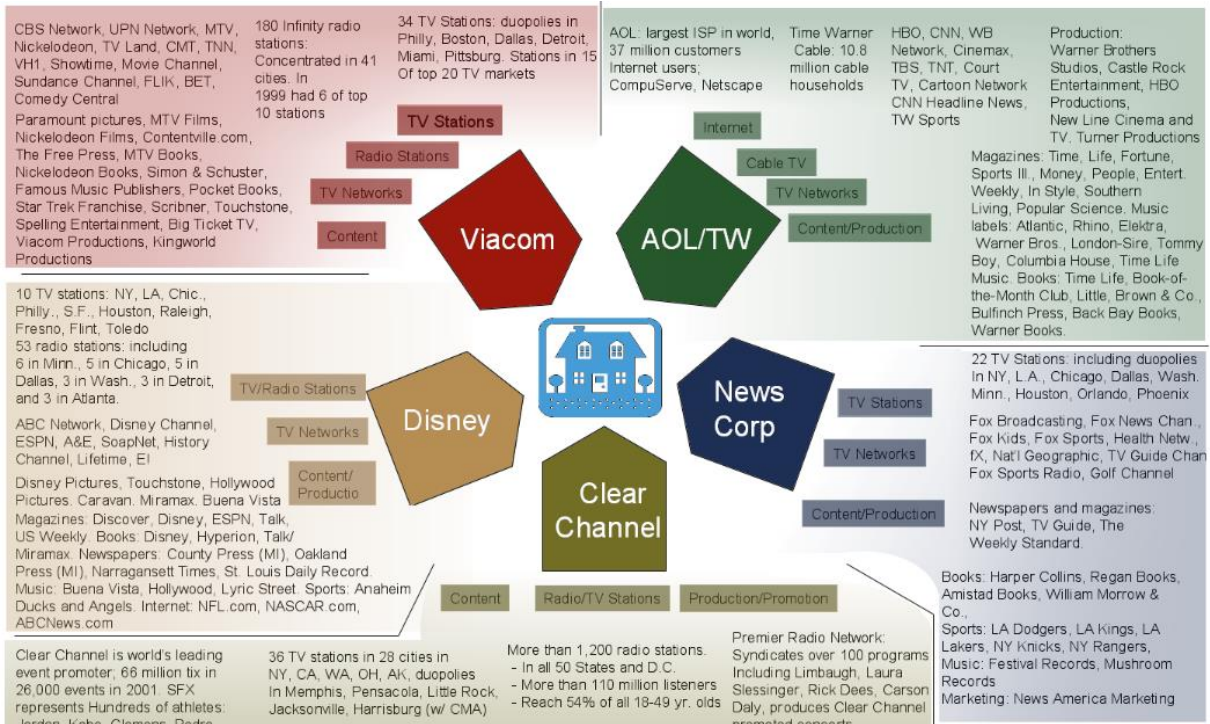 CBS Network, UPN Network, MTV,
Nickelodeon, TV Land, CMT, TNN,
VH1, Showtime, Movie Channel,
Sundance Channel, FLIK, BET,
Comedy Central
Paramount pictures, MTV Films,
Nickelodeon Films, Contentville.com,
The Free Press, MTV Books,
Nickelodeon Books, Simon & Schuster,
Famous Music Publishers, Pocket Books,
Star Trek Franchise, Scribner, Touchstone,
Spelling Entertainment, Big Ticket TV,
Viacom Productions, Kingworld
Productions
180 Infinity radio
stations:
Concentrated in 41
cities. In
1999 had 6 of top
10 stations
34 TV Stations: duopolies in
Philly, Boston, Dallas, Detroit,
Miami, Pittsburg. Stations in 15
Of top 20 TV markets
TV Stations
Radio Stations
TV Networks
Content
Viacom
AOL: largest ISP in world,
37 million customers
Internet users;
CompuServe, Netscape
Time Warner
Cable: 10.8
million cable
households
HBO, CNN, WB
Network, Cinemax,
TBS, TNT, Court
TV, Cartoon Network
CNN Headline News,
TW Sports
Production:
Warner Brothers
Studios, Castle Rock
Entertainment, HBO
Productions,
New Line Cinema and
TV. Turner Productions
Magazines: Time, Life, Fortune,
Sports Ill., Money, People, Entert.
Weekly, In Style, Southern
Living, Popular Science. Music
labels: Atlantic, Rhino, Elektra,
Warner Bros., London-Sire, Tommy
Boy, Columbia House, Time Life
Music. Books: Time Life, Book-of-
the-Month Club, Little, Brown & Co.,
Bulfinch Press, Back Bay Books,
Warner Books.
Internet
Cable TV
TV Networks
Content/Production
AOL/TW
10 TV stations: NY, LA, Chic.,
Philly., S.F., Houston, Raleigh,
Fresno, Flint, Toledo
53 radio stations: including
6 in Minn., 5 in Chicago, 5 in
Dallas, 3 in Wash., 3 in Detroit,
and 3 in Atlanta.
ABC Network, Disney Channel,
ESPN, A&E, SoapNet, History
Channel, Lifetime, E!
Disney Pictures, Touchstone, Hollywood
Pictures. Caravan. Miramax. Buena Vista
Magazines: Discover, Disney, ESPN, Talk,
US Weekly. Books: Disney, Hyperion, Talk/
Miramax. Newspapers: County Press (MI), Oakland
Press (MI), Narragansett Times, St. Louis Daily Record.
Music: Buena Vista, Hollywood, Lyric Street. Sports: Anaheim
Ducks and Angels. Internet: NFL.com, NASCAR.com,
ABCNews.com
TV/Radio Stations
TV Networks
Content/
Productio
Disney
News
Corp
TV Stations
TV Networks
Content/Production
22 TV Stations: including duopolies
In NY, L.A., Chicago, Dallas, Wash.
Minn., Houston, Orlando, Phoenix
Fox Broadcasting, Fox News Chan.,
Fox Kids, Fox Sports, Health Netw.,
fX, Nat'l Geographic, TV Guide Chan
Fox Sports Radio, Golf Channel
Newspapers and magazines:
NY Post, TV Guide, The
Weekly Standard.
Books: Harper Collins, Regan Books,
Amistad Books, William Morrow &
Co.,
Sports: LA Dodgers, LA Kings, LA
Lakers, NY Knicks, NY Rangers,
Music: Festival Records, Mushroom
Records
Marketing: News America Marketing
Clear
Channel
Content
Radio/TV Stations
Production/Promotion
Clear Channel is world's leading
event promoter; 66 million tix in
26,000 events in 2001. SFX
represents Hundreds of athletes:
Jordan, Kobe, Clemens, Pedro
36 TV stations in 28 cities in
NY, CA, WA, OH, AK, duopolies
In Memphis, Pensacola, Little Rock,
Jacksonville, Harrisburg (w/ CMA)
More than 1,200 radio stations.
- In all 50 States and D.C.
- More than 110 million listeners
- Reach 54% of all 18-49 yr. olds
Premier Radio Network:
Syndicates over 100 programs
Including Limbaugh, Laura
Slessinger, Rick Dees, Carson
Daly, produces Clear Channel
promoted concerts